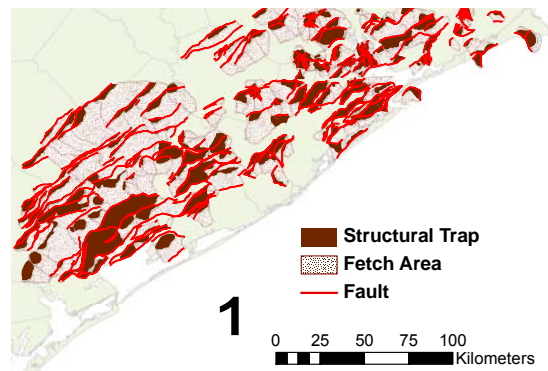 Structural Trap
Fetch Area
Fault
1
0 25 50 75 100
Kilometers